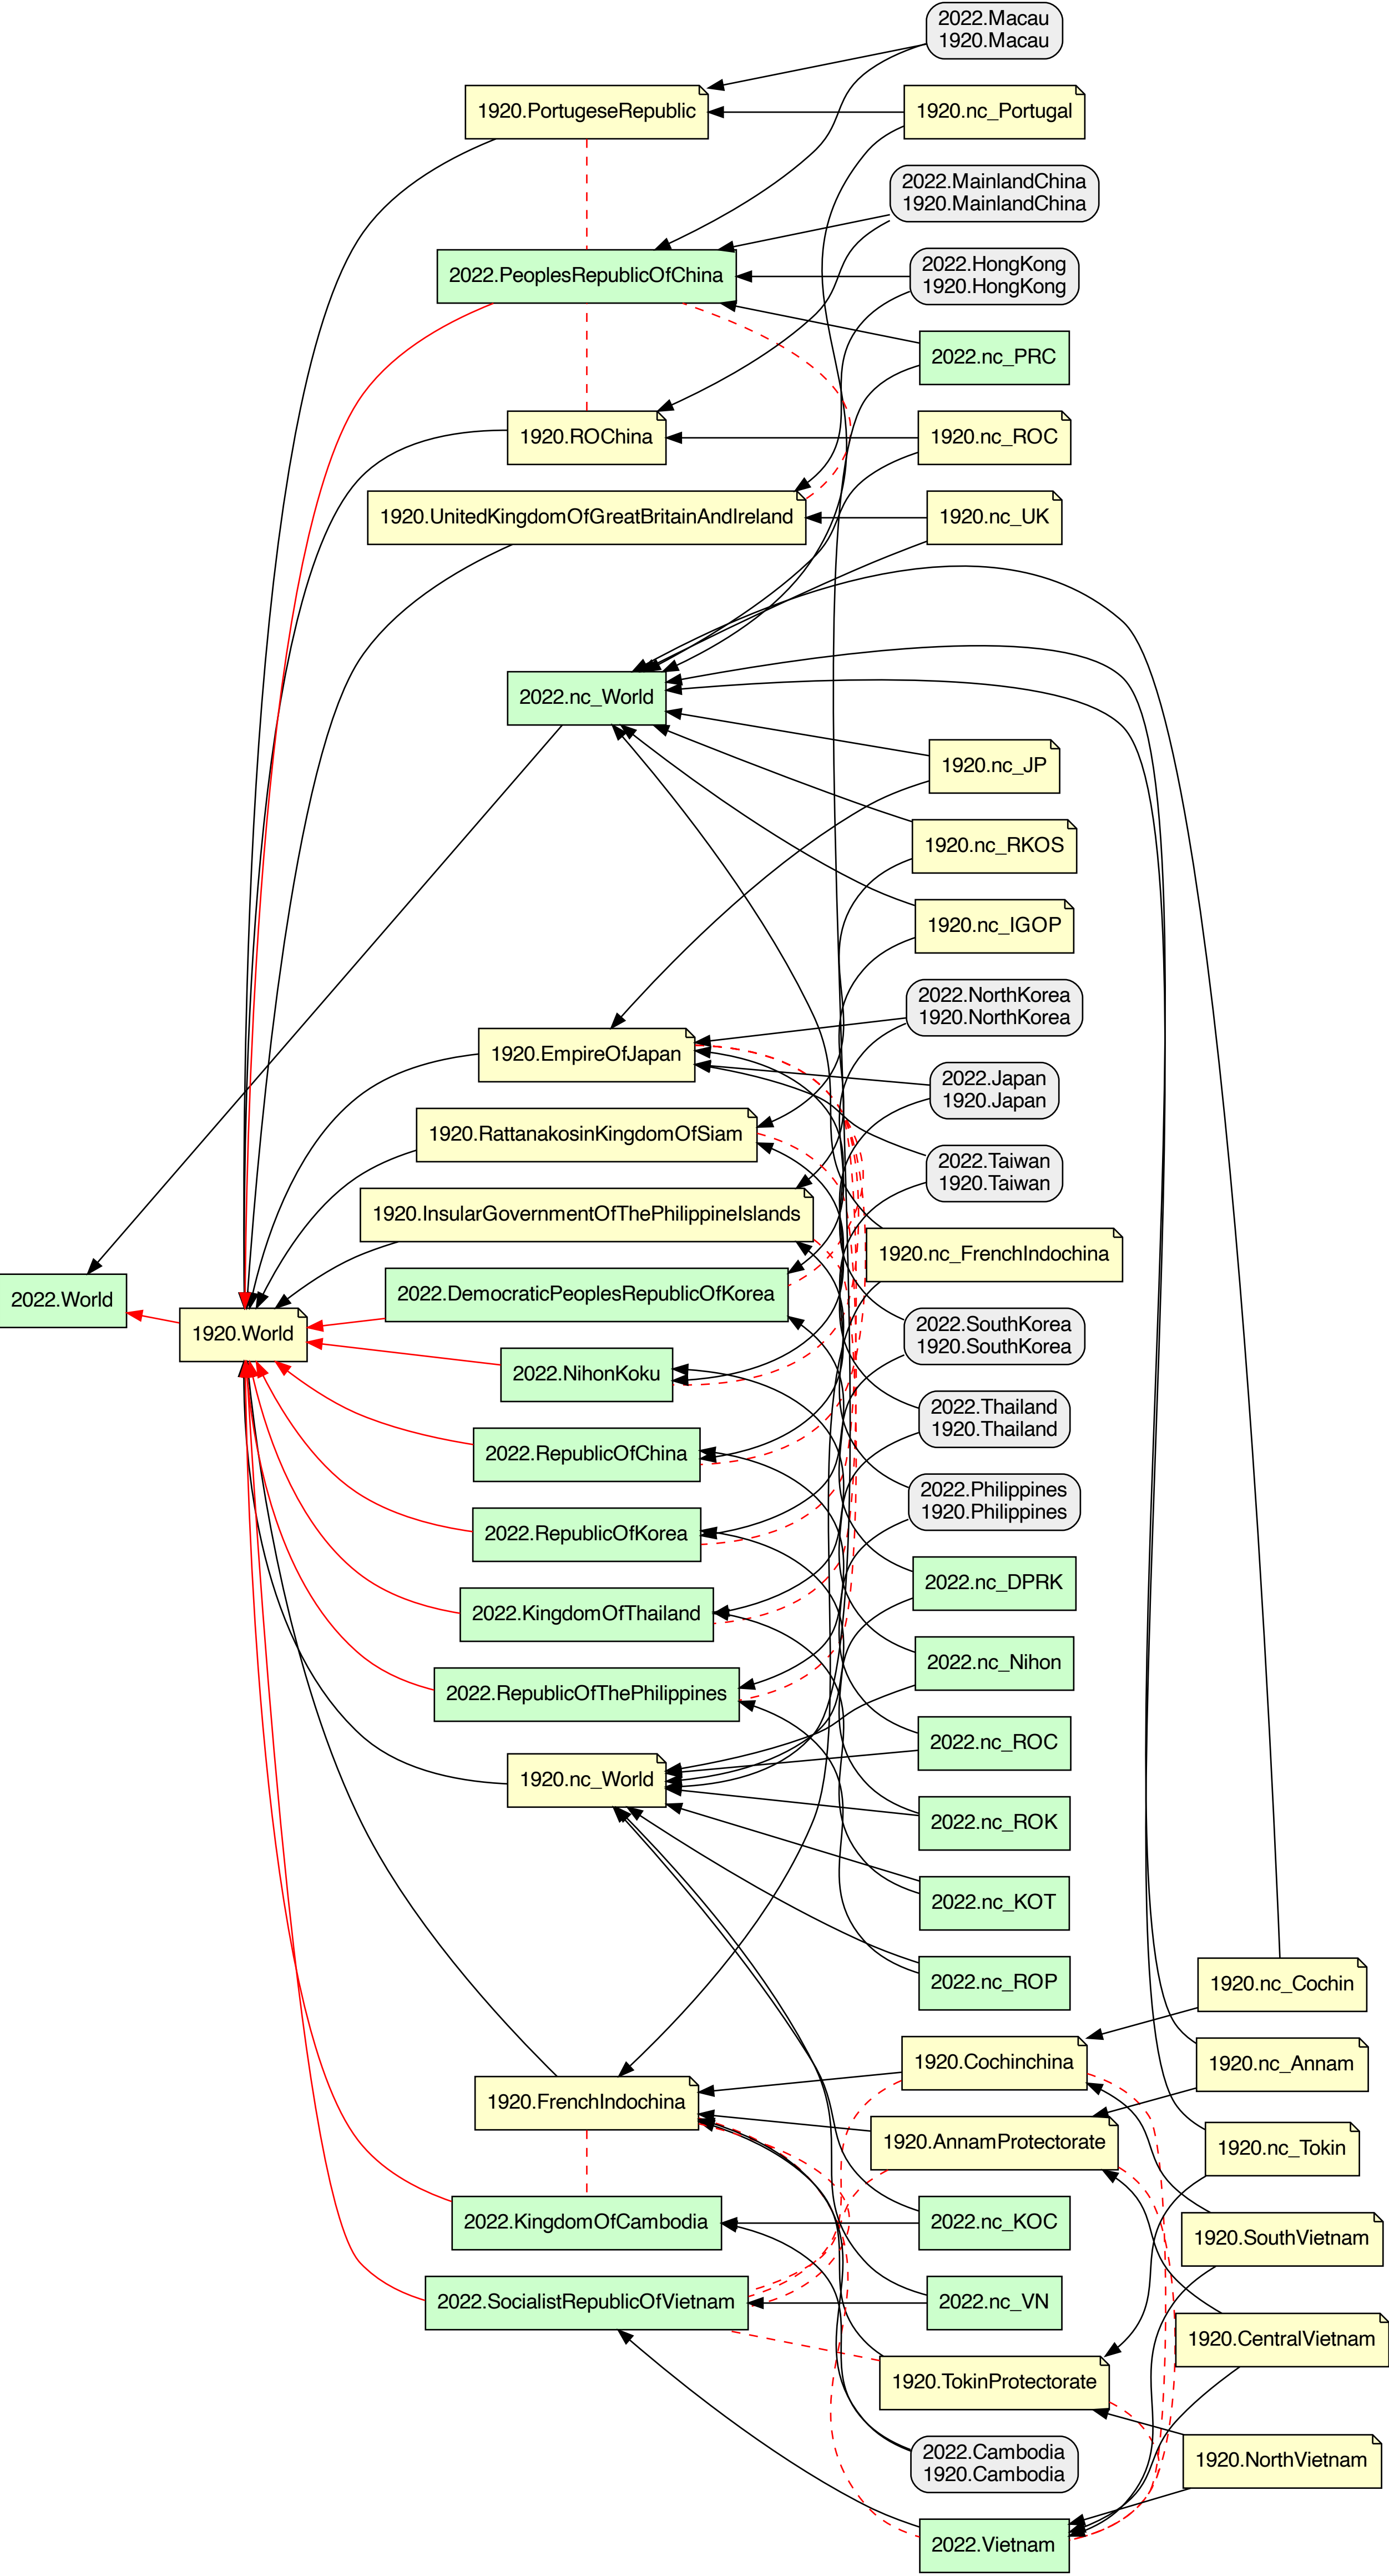 2022.Macau
1920.Macau
1920.PortugeseRepublic
1920.nc_Portugal
2022.MainlandChina
1920.MainlandChina
2022.PeoplesRepublicOfChina
2022.HongKong
1920.HongKong
2022.nc_PRC
1920.ROChina
1920.nc_ROC
1920.UnitedKingdomOfGreatBritainAndIreland
1920.nc_UK
2022.nc_World
1920.nc_JP
1920.nc_RKOS
1920.nc_IGOP
2022.NorthKorea
1920.NorthKorea
1920.EmpireOfJapan
2022.Japan
1920.Japan
1920.RattanakosinKingdomOfSiam
2022.Taiwan
1920.Taiwan
1920.InsularGovernmentOfThePhilippineIslands
1920.nc_FrenchIndochina
2022.World
2022.DemocraticPeoplesRepublicOfKorea
1920.World
2022.SouthKorea
1920.SouthKorea
2022.NihonKoku
2022.Thailand
1920.Thailand
2022.RepublicOfChina
2022.Philippines
1920.Philippines
2022.RepublicOfKorea
2022.nc_DPRK
2022.KingdomOfThailand
2022.nc_Nihon
2022.RepublicOfThePhilippines
2022.nc_ROC
1920.nc_World
2022.nc_ROK
2022.nc_KOT
2022.nc_ROP
1920.nc_Cochin
1920.Cochinchina
1920.nc_Annam
1920.FrenchIndochina
1920.AnnamProtectorate
1920.nc_Tokin
2022.KingdomOfCambodia
2022.nc_KOC
1920.SouthVietnam
2022.SocialistRepublicOfVietnam
2022.nc_VN
1920.CentralVietnam
1920.TokinProtectorate
2022.Cambodia
1920.Cambodia
1920.NorthVietnam
2022.Vietnam